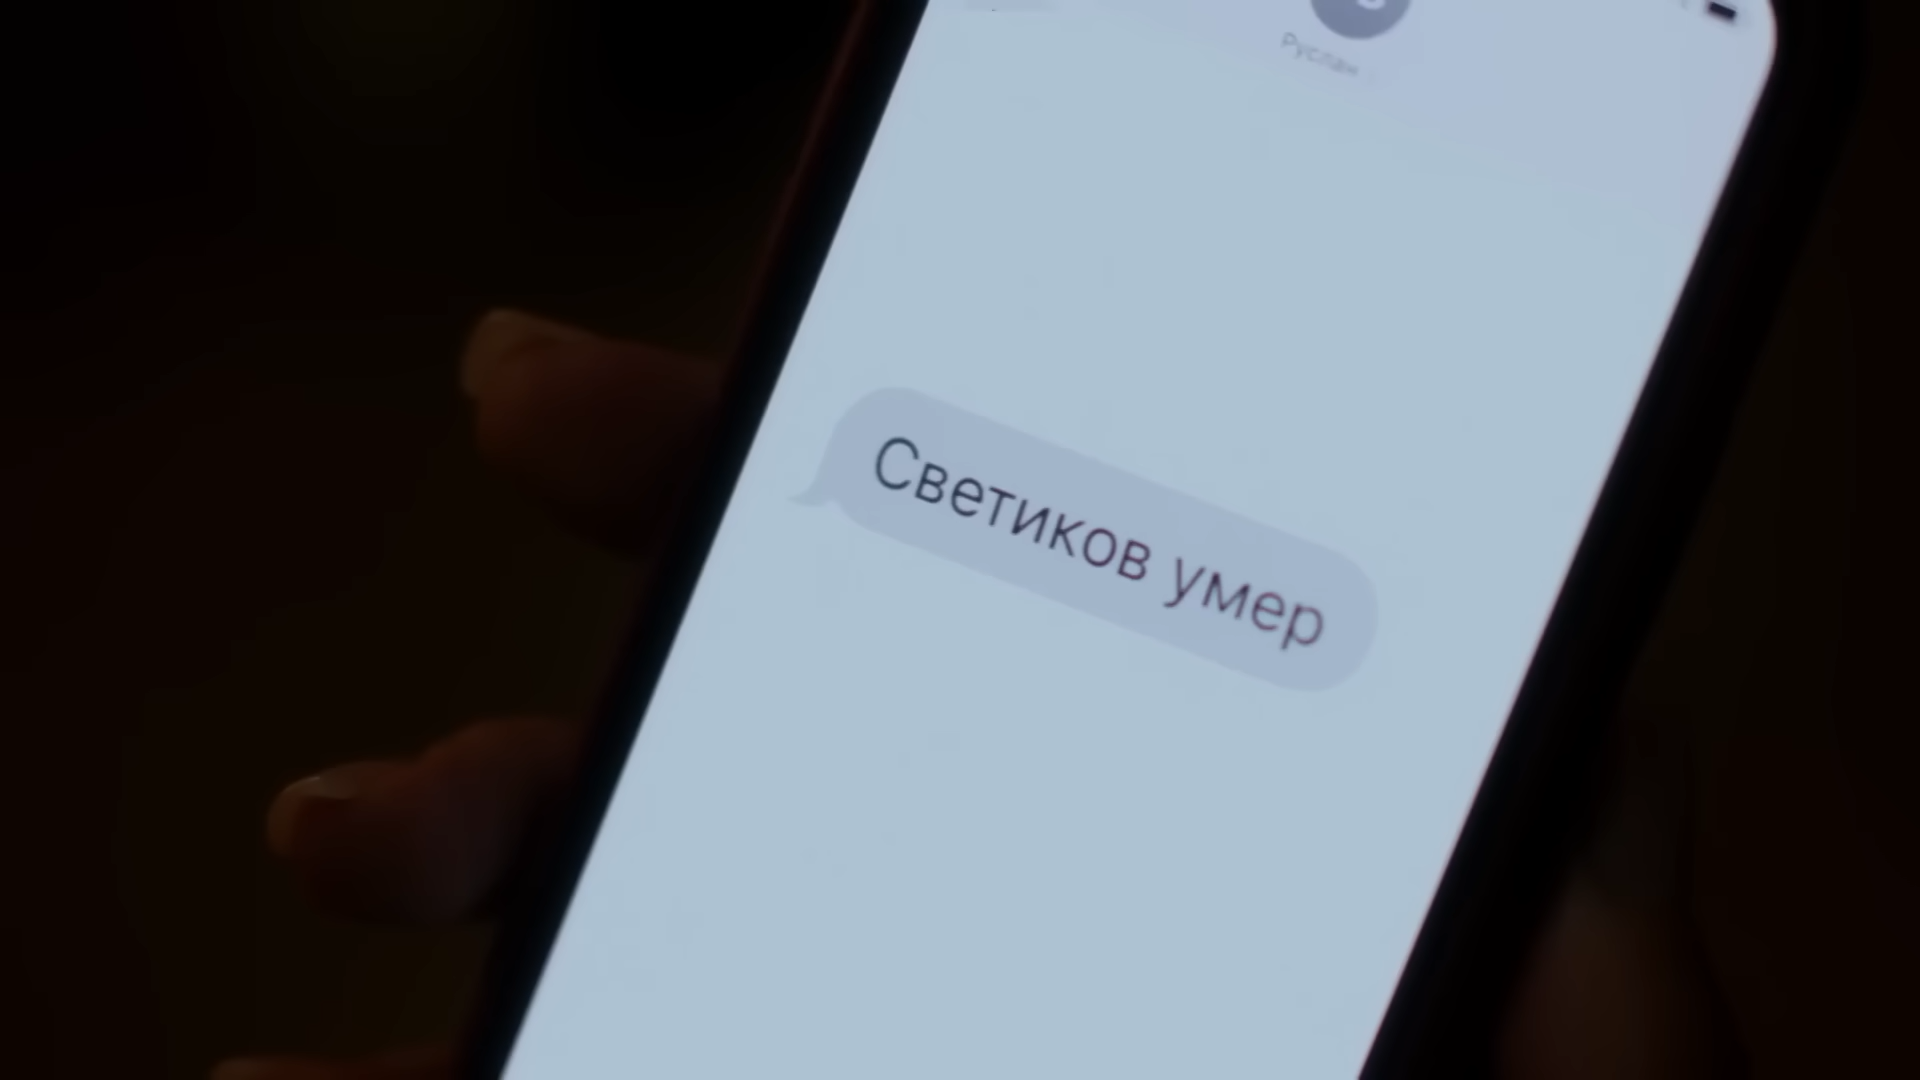 Руслан
Светиков умер